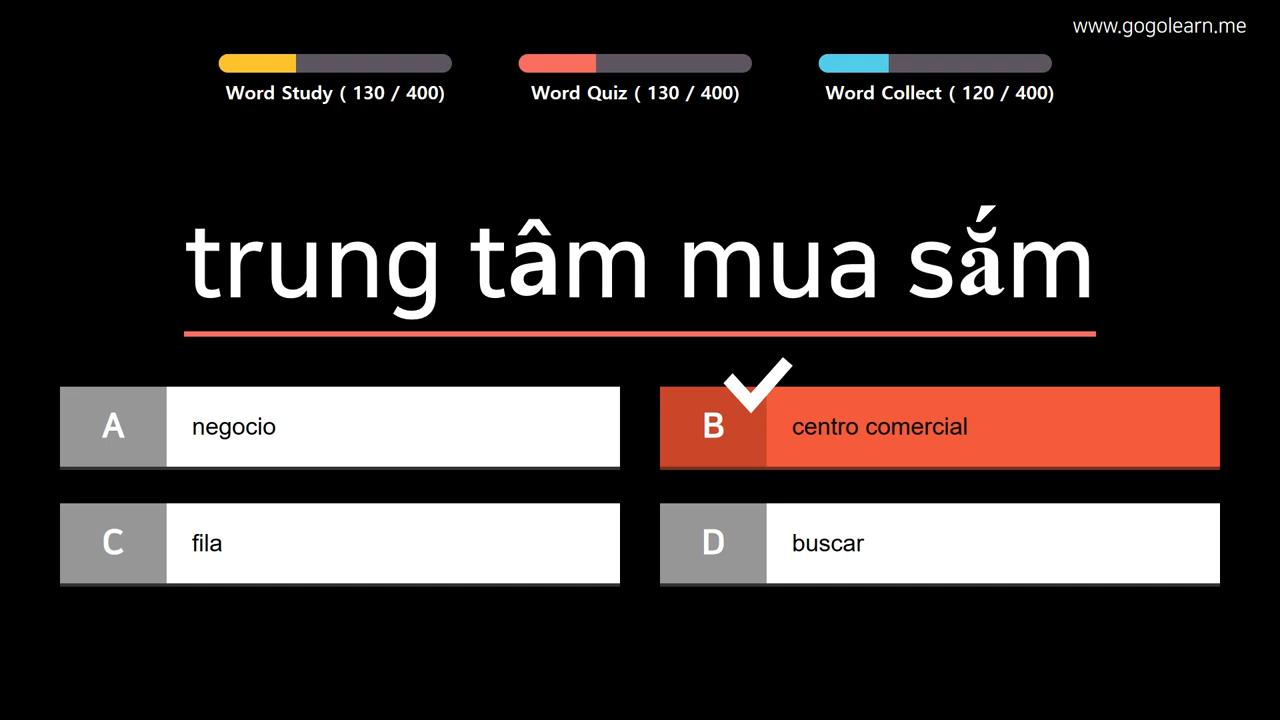 www.gogolearn.me
Word Study ( 130 / 400)
Word Quiz ( 130 / 400)
Word Collect ( 120 / 400)
trung tâm mua sắm
A negocio
B centro comercial
C fila
D buscar